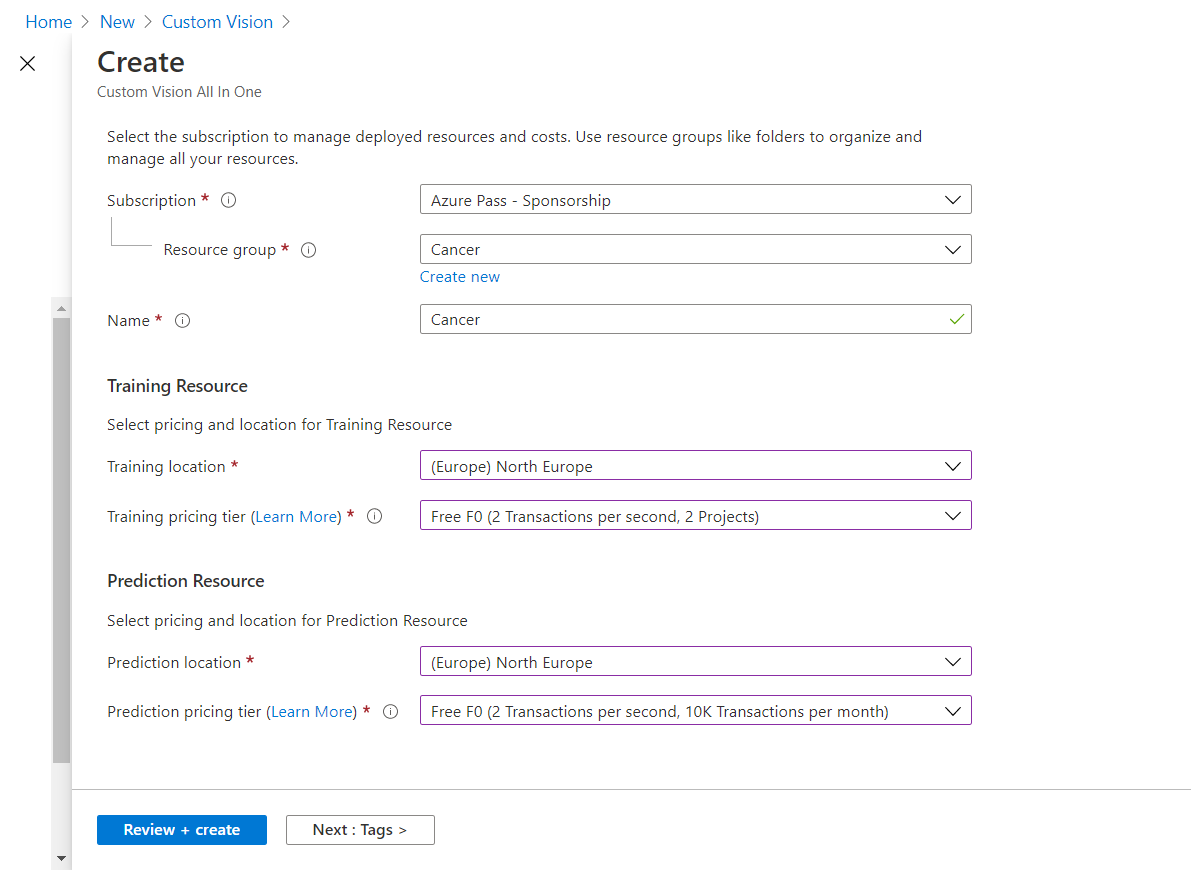 Home > New > Custom Vision >
Create
Custom Vision All In One
Select the subscription to manage deployed resources and costs. Use resource groups like folders to organize and
manage all your resources.
Subscription * Azure Pass - Sponsorship
Resource group * Cancer
Create new
Name * Cancer
Training Resource
Select pricing and location for Training Resource
Training location * (Europe) North Europe
Training pricing tier (Learn More) * Free F0 (2 Transactions per second, 2 Projects)
Prediction Resource
Select pricing and location for Prediction Resource
Prediction location * (Europe) North Europe
Prediction pricing tier (Learn More) * Free F0 (2 Transactions per second, 10K Transactions per month)
Review + create Next : Tags >